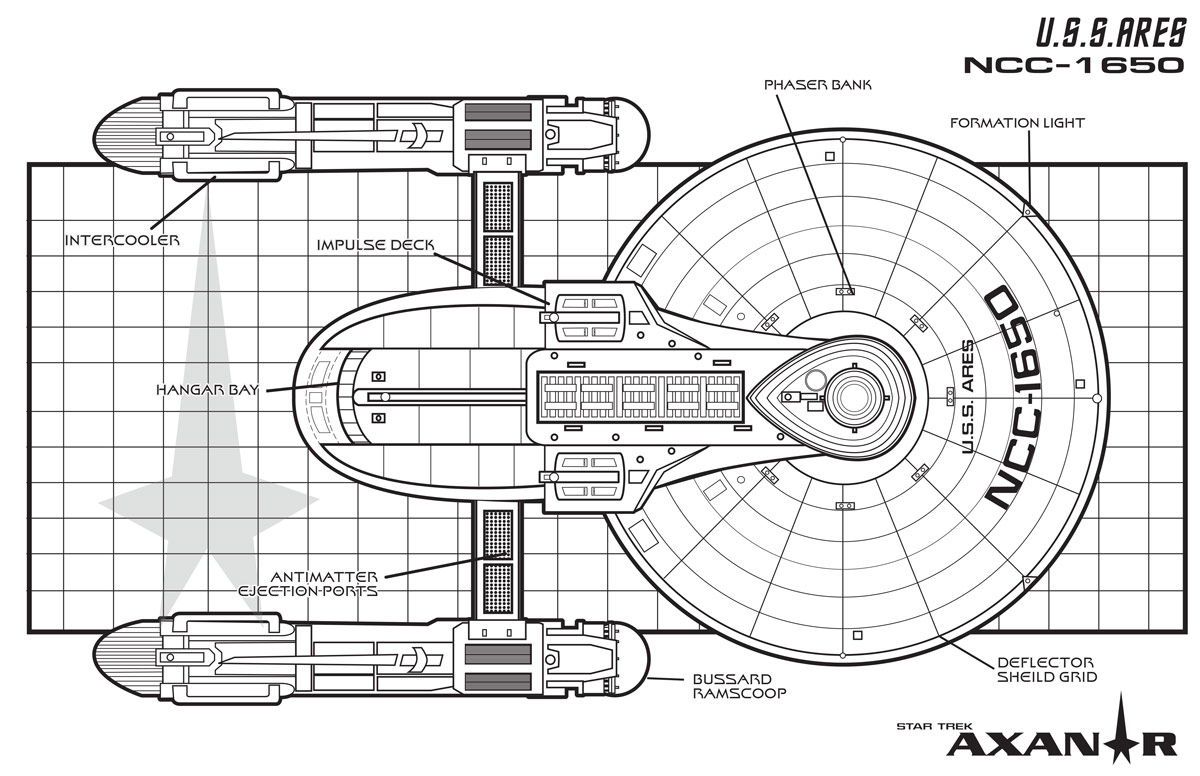 U.S.S. ARES
NCC-1650
PHASER BANK
FORMATION LIGHT
INTERCOOLER
IMPULSE DECK
HANGAR BAY
U.S.S. ARES
NCC-1650
ANTIMATTER
EJECTION PORTS
BUSSARD
RAMSCOOP
DEFLECTOR
SHEILD GRID
STAR TREK
AXANAR